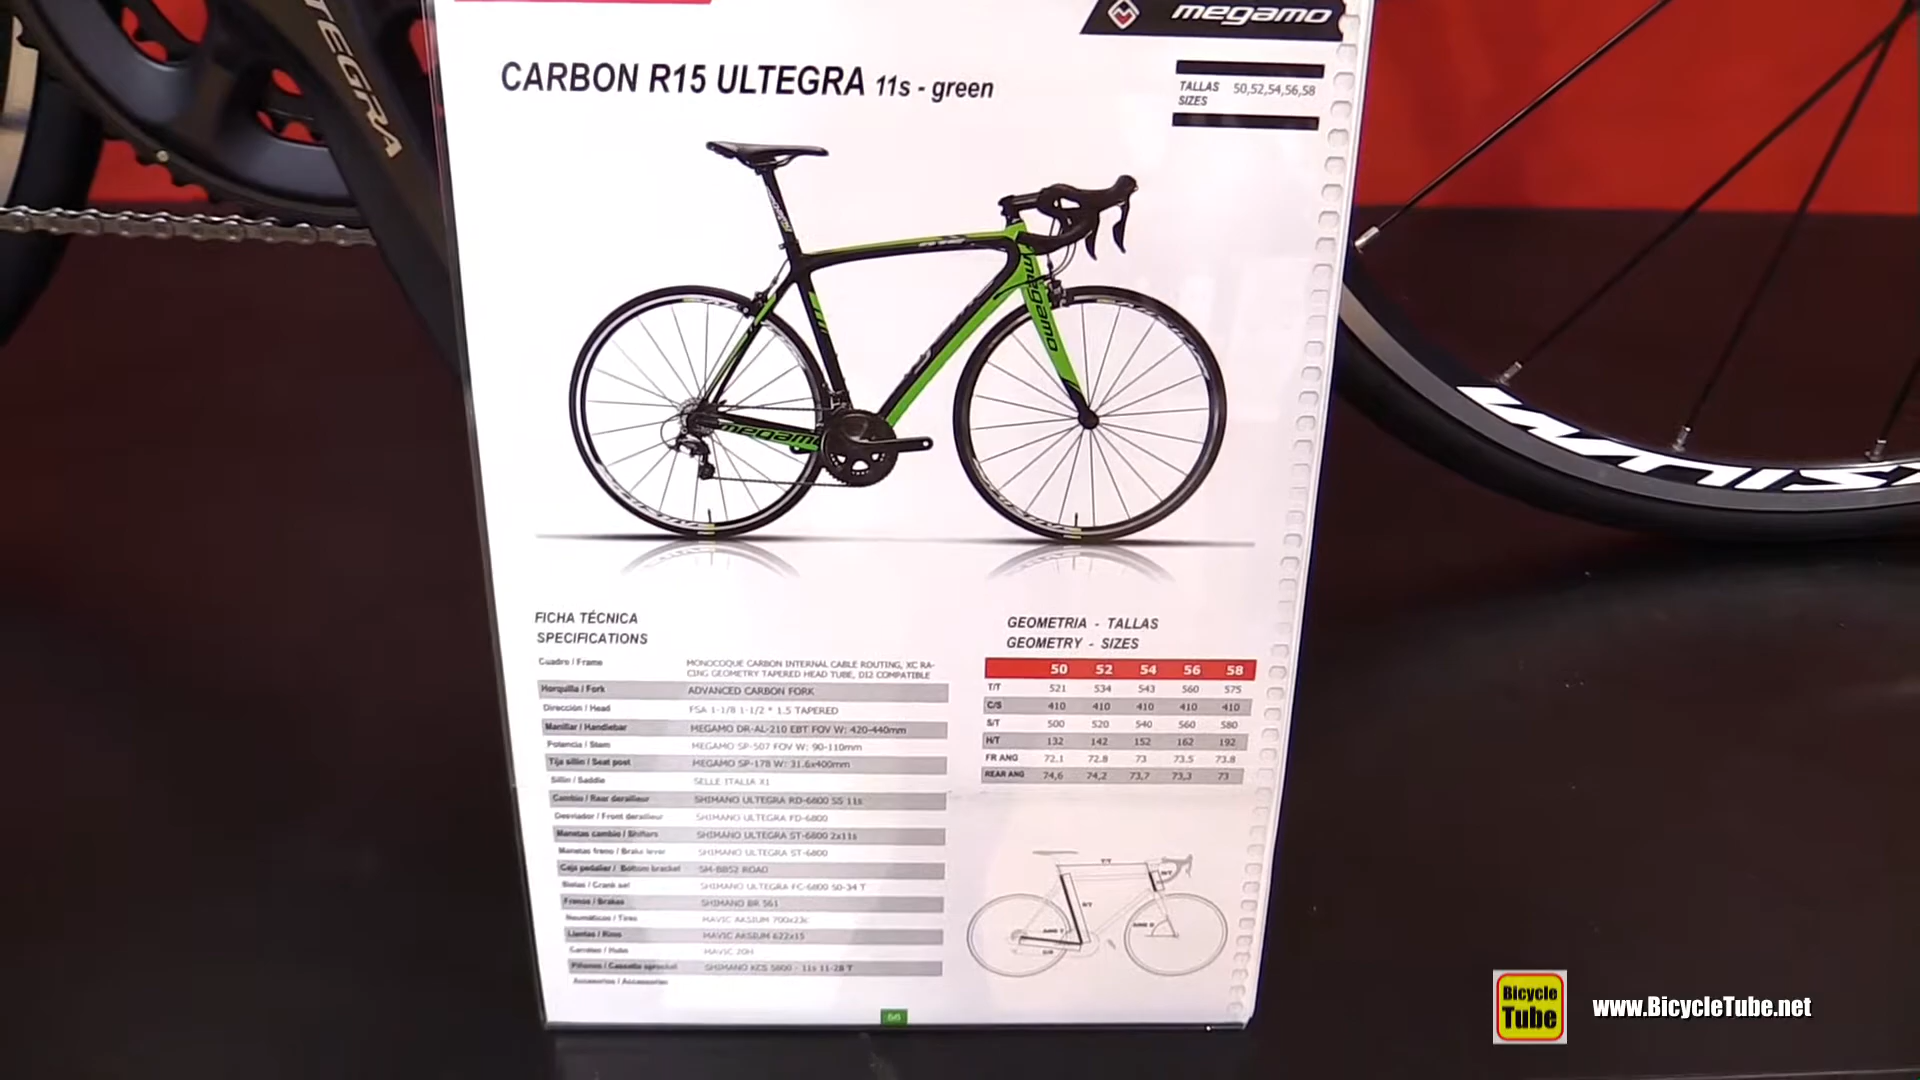 TEGRA
megamo
CARBON R15 ULTEGRA 11s - green
TALLAS 50,52,54,56,58
SIZES
megamo
megamo
FICHA TÉCNICA
SPECIFICATIONS
Cuadro / Frame MONOCOQUE CARBON INTERNAL CABLE ROUTING, XC RA-
CING GEOMETRY TAPERED HEAD TUBE, DI2 COMPATIBLE
Horquilla / Fork ADVANCED CARBON FORK
Dirección / Head FSA 1-1/8 1-1/2 * 1.5 TAPERED
Manillar / Handlebar MEGAMO DR-AL-210 EBT FOV W: 420-440mm
Potencia / Stem MEGAMO SP-507 FOV W: 90-110mm
Tija sillín / Seat post MEGAMO SP-178 W: 31.6x400mm
Sillín / Saddle SELLE ITALIA X1
Cambio / Rear derailleur SHIMANO ULTEGRA RD-6800 SS 11s
Desviador / Front derailleur SHIMANO ULTEGRA FD-6800
Manetas cambio / Shifters SHIMANO ULTEGRA ST-6800 2x11s
Manetas freno / Brake lever SHIMANO ULTEGRA ST-6800
Caja pedalier / Bottom bracket SM-BB52 ROAD
Bielas / Crank set SHIMANO ULTEGRA FC-6800 50-34 T
Frenos / Brakes SHIMANO BR 561
Neumáticos / Tires MAVIC AKSIUM 700x23c
Llantas / Rims MAVIC AKSIUM 622x15
Carretes / Hubs MAVIC 20H
Piñones / Cassette sprocket SHIMANO KCS 5800 - 11s 11-28 T
Accesorios / Accessories
GEOMETRIA - TALLAS
GEOMETRY - SIZES
50 52 54 56 58
T/T 521 534 543 560 575
C/S 410 410 410 410 410
S/T 500 520 540 560 580
H/T 132 142 152 162 192
FR ANG 72.1 72.8 73 73.5 73.8
REAR ANG 74,6 74,2 73,7 73,3 73
T/T
H/T
S/T
C/S
Bicycle
Tube
www.BicycleTube.net